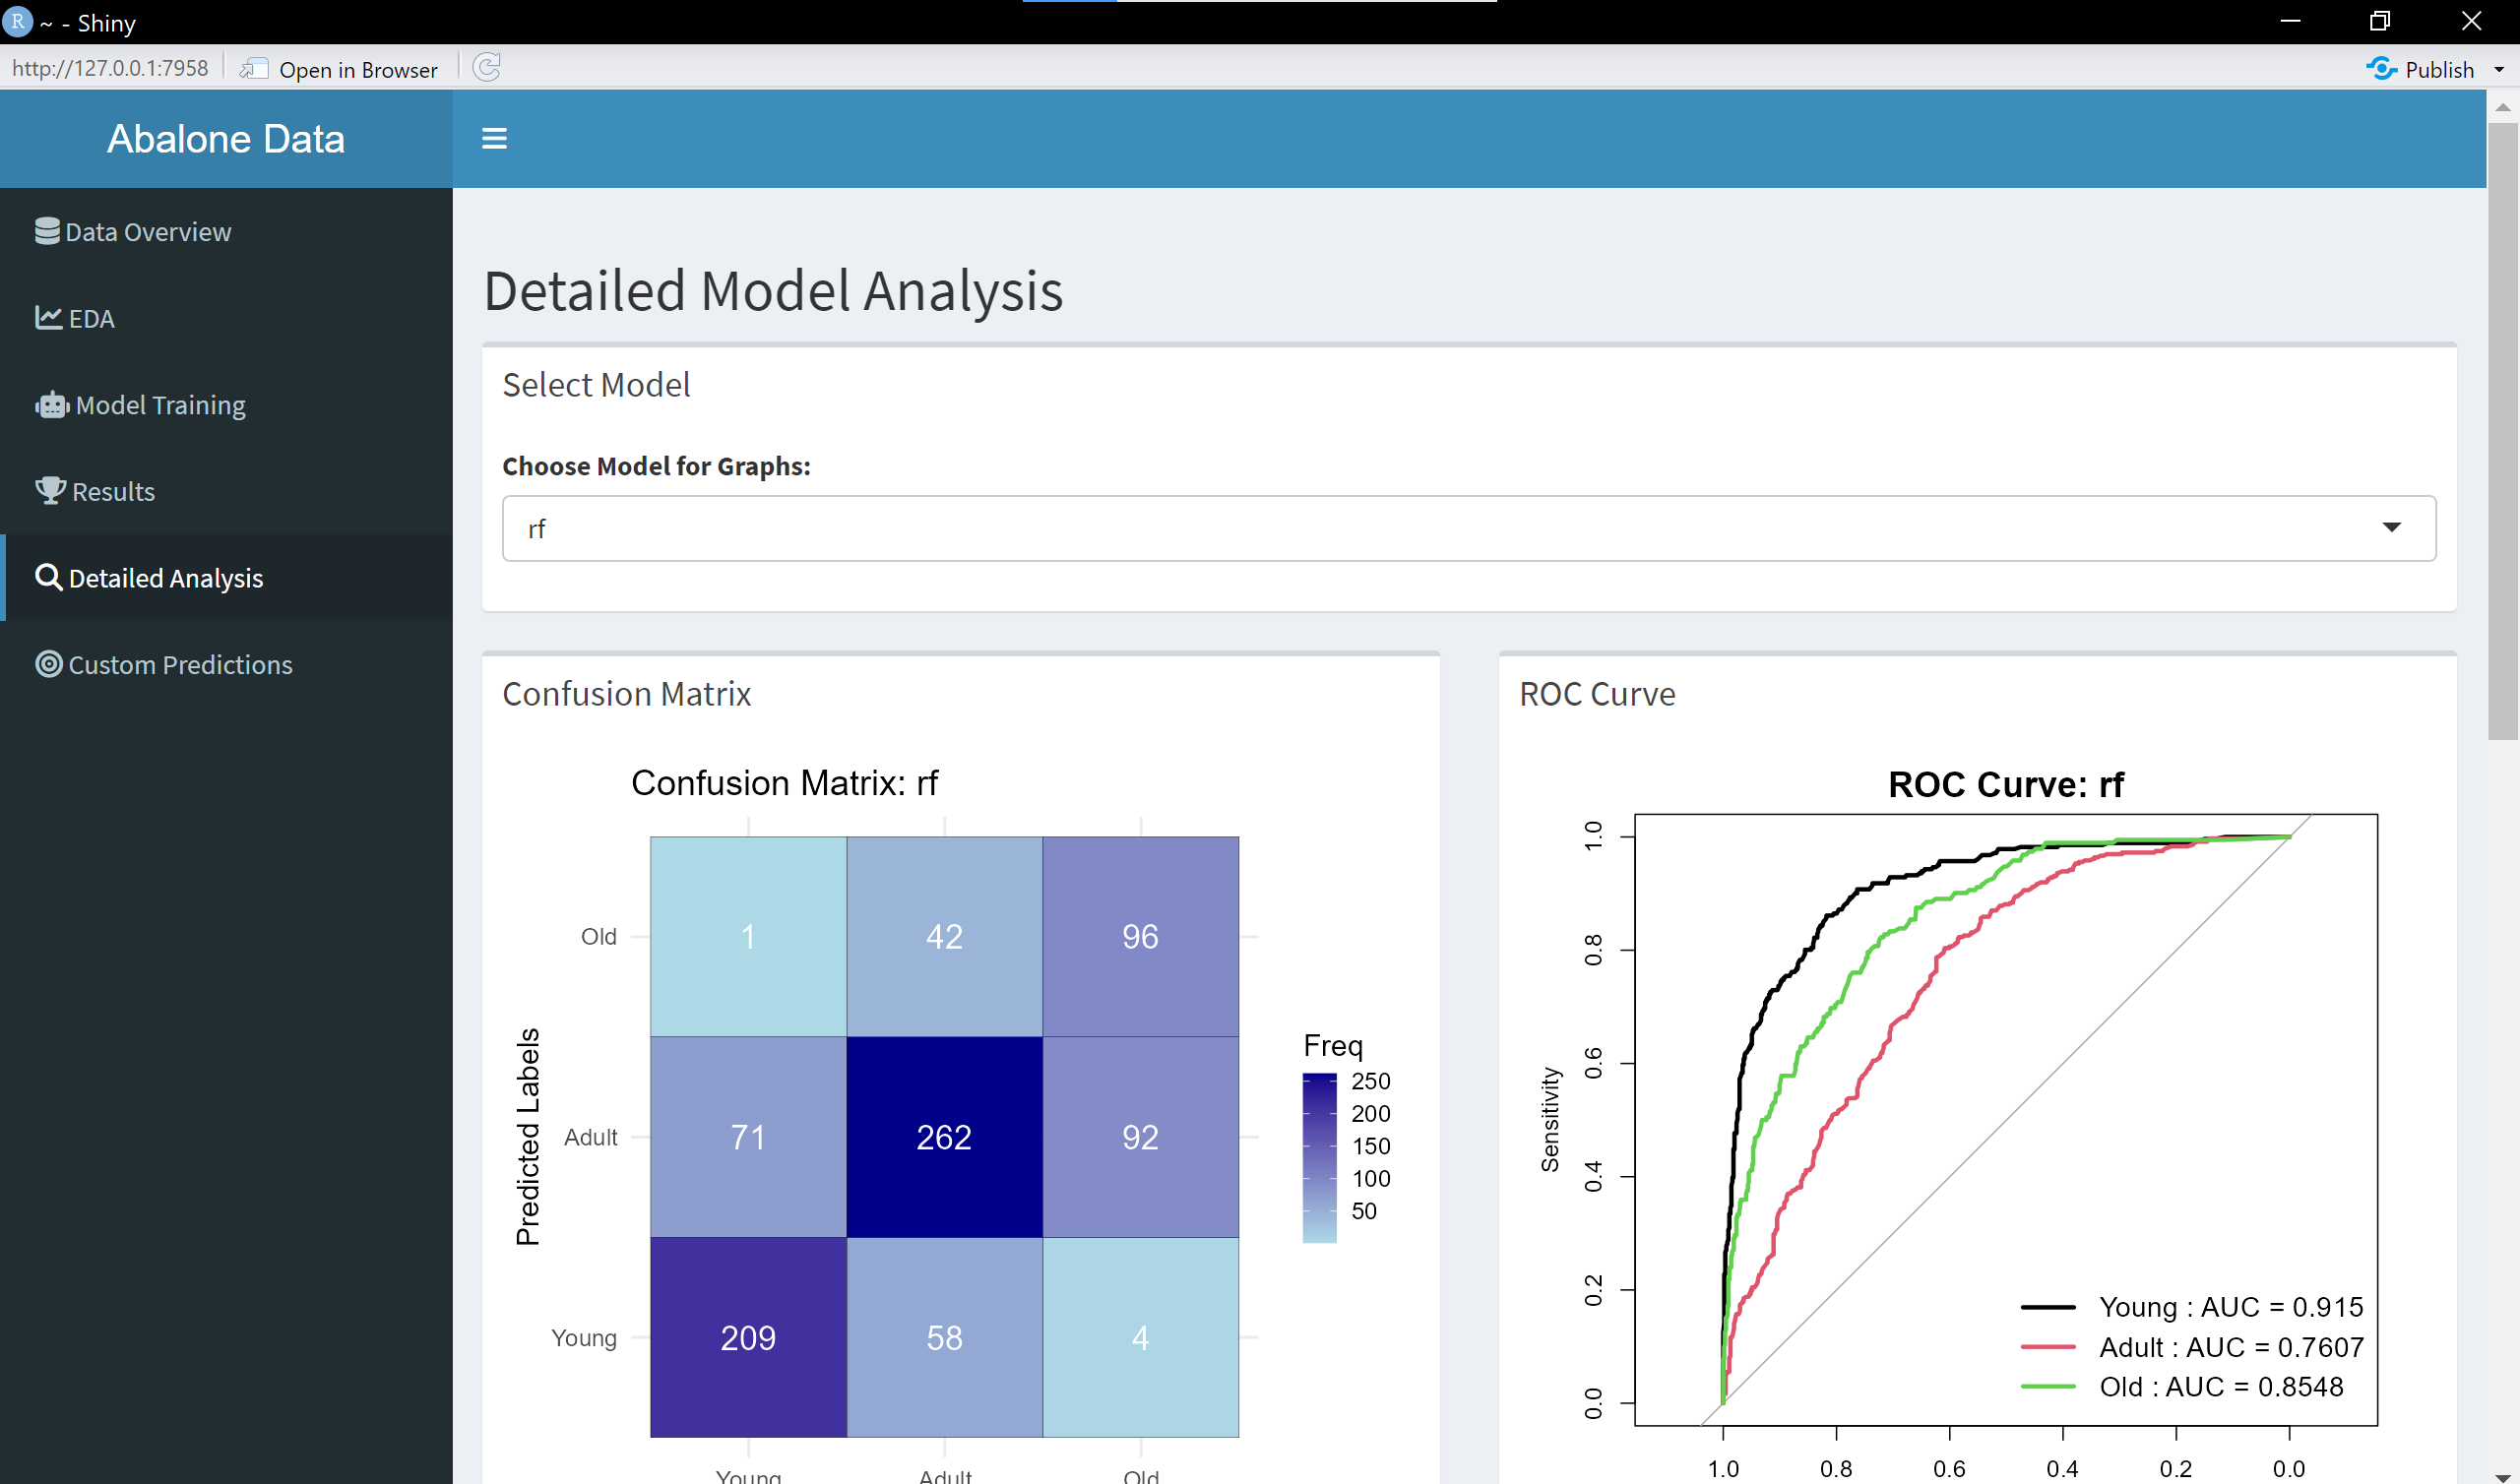 R ~ - Shiny
http://127.0.0.1:7958 Open in Browser Publish
Abalone Data
Data Overview
EDA
Model Training
Results
Detailed Analysis
Custom Predictions
Detailed Model Analysis
Select Model
Choose Model for Graphs:
rf
Confusion Matrix
Confusion Matrix: rf
Predicted Labels
Old 1 42 96
Adult 71 262 92
Young 209 58 4
Young Adult Old
Freq
250
200
150
100
50
ROC Curve
ROC Curve: rf
Sensitivity
1.0
0.8
0.6
0.4
0.2
0.0
Young : AUC = 0.915
Adult : AUC = 0.7607
Old : AUC = 0.8548
1.0 0.8 0.6 0.4 0.2 0.0